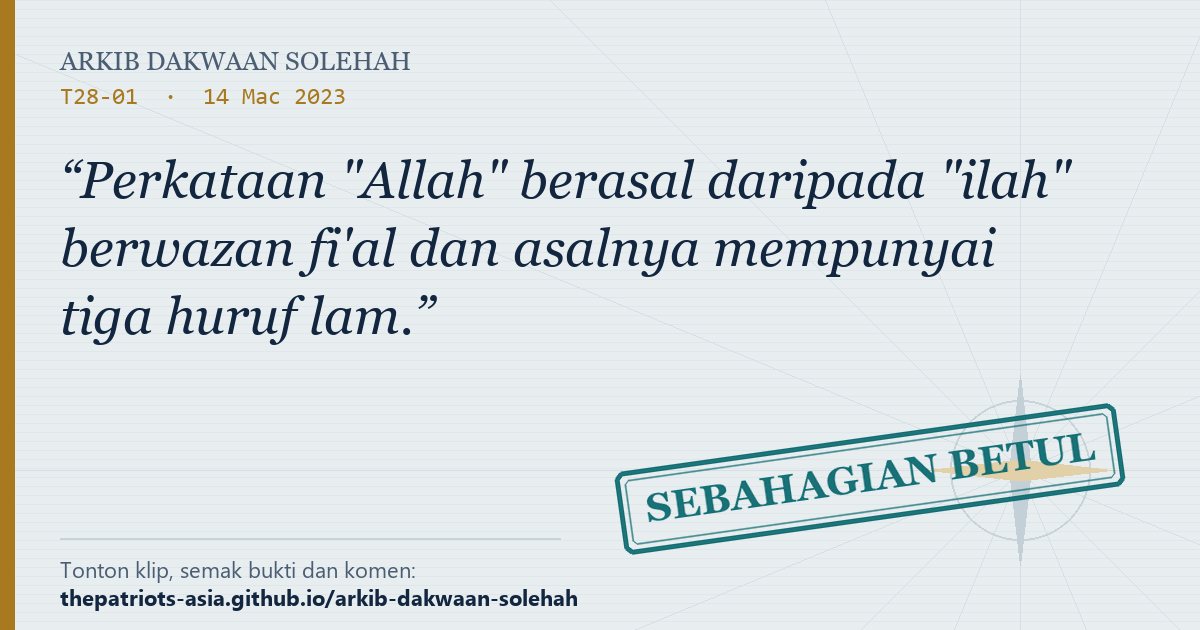 ARKIB DAKWAAN SOLEHAH
T28-01 · 14 Mac 2023
“Perkataan "Allah" berasal daripada "ilah"
berwazan fi'al dan asalnya mempunyai
tiga huruf lam.”
SEBAHAGIAN BETUL
Tonton klip, semak bukti dan komen:
thepatriots-asia.github.io/arkib-dakwaan-solehah